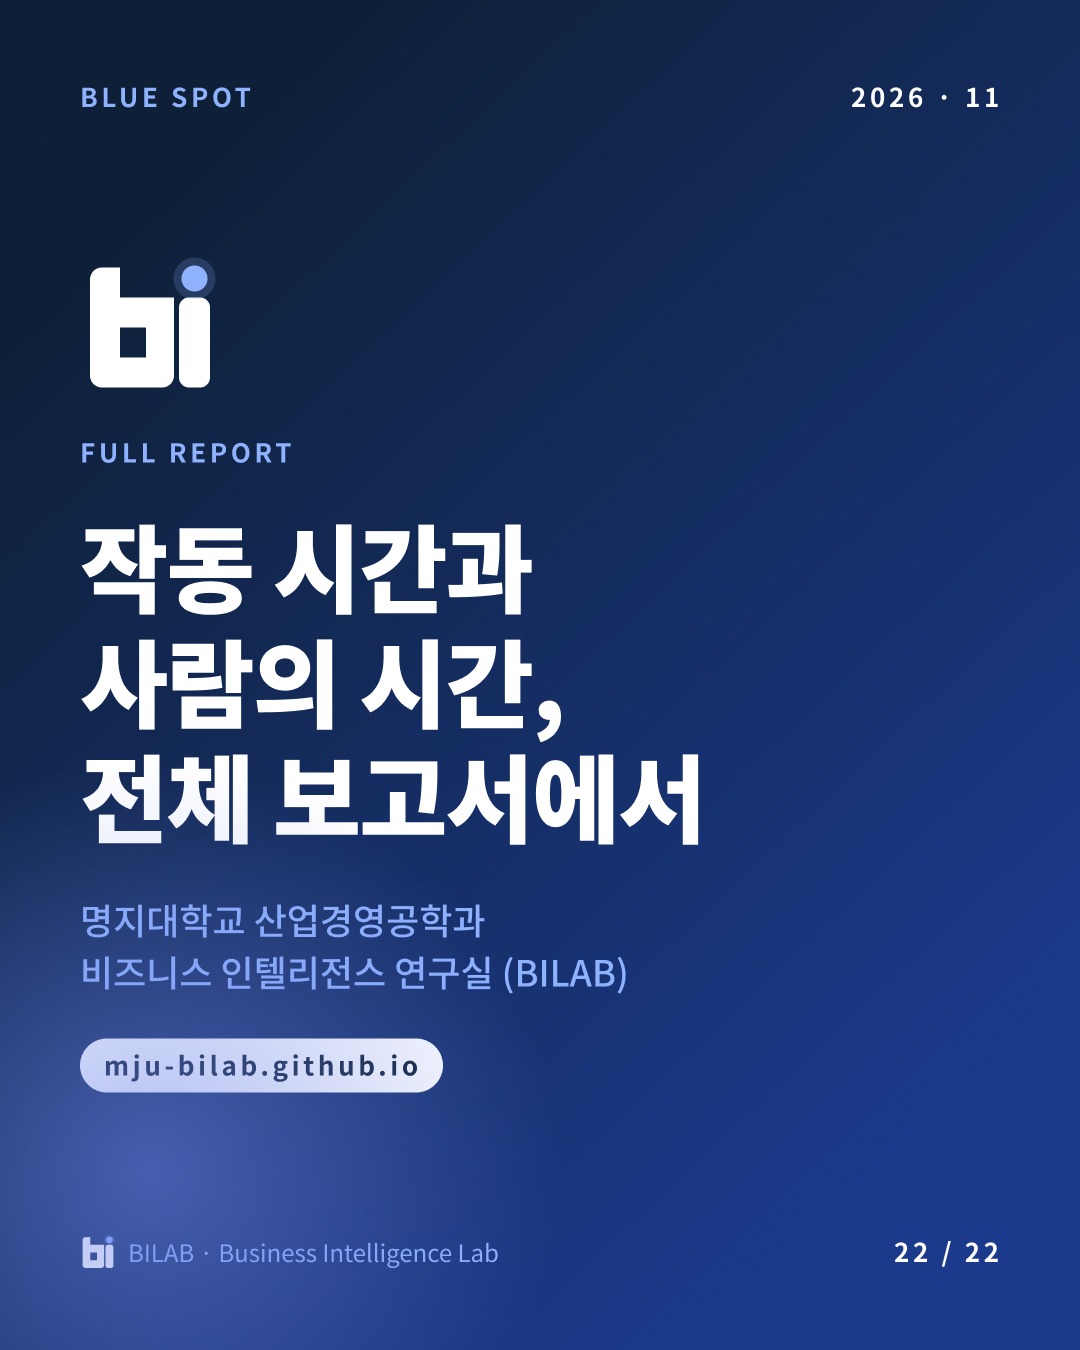 BLUE SPOT
2026 · 11
bi
FULL REPORT
작동 시간과
사람의 시간,
전체 보고서에서
명지대학교 산업경영공학과
비즈니스 인텔리전스 연구실 (BILAB)
mju-bilab.github.io
bi BILAB · Business Intelligence Lab
22 / 22